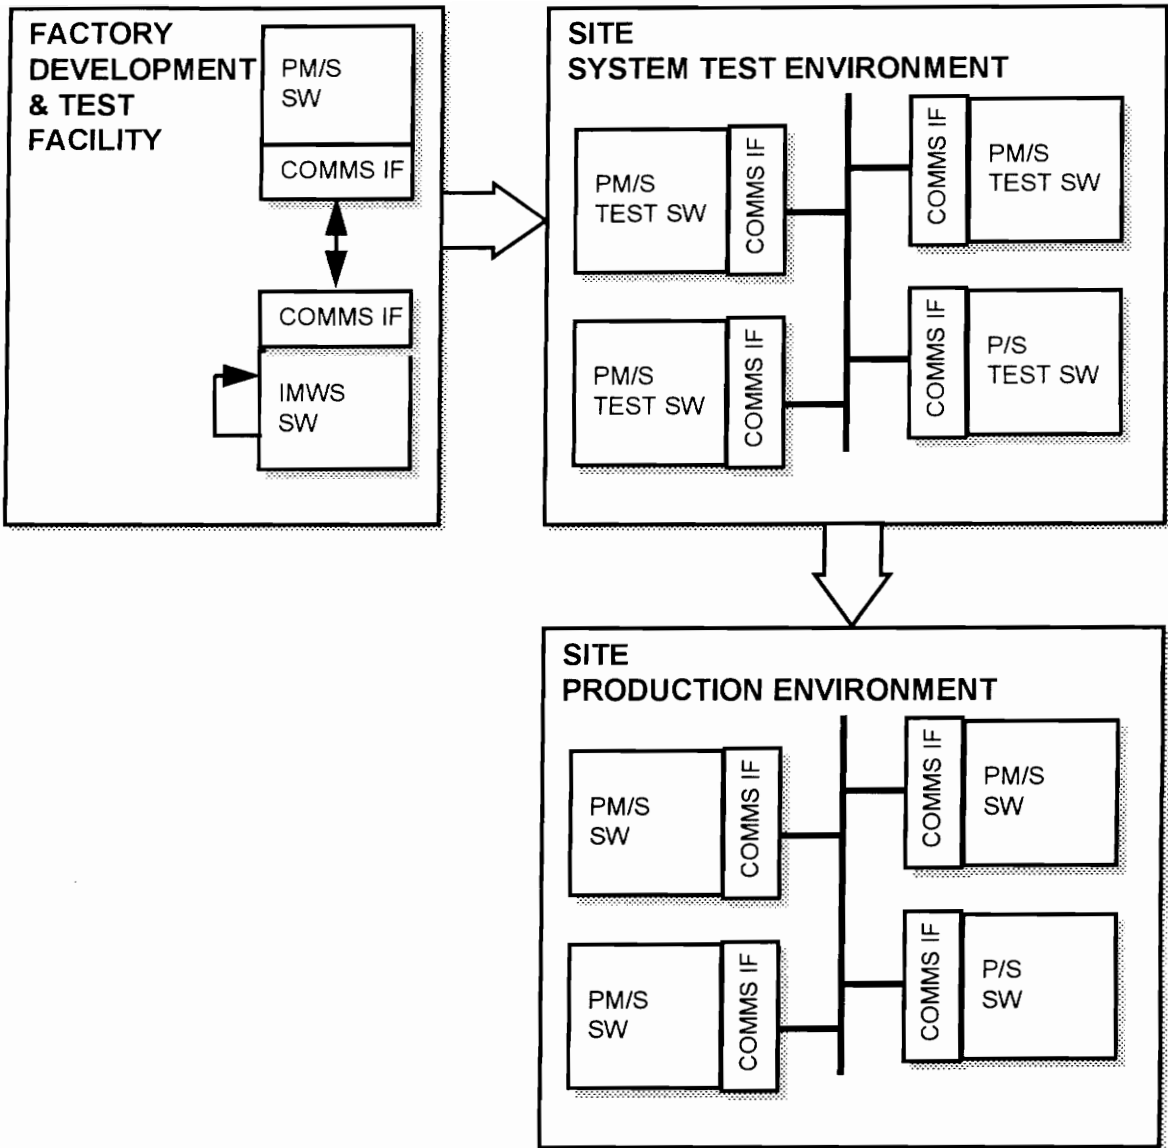 FACTORY
DEVELOPMENT
& TEST
FACILITY
PM/S
SW
COMMS IF
COMMS IF
IMWS
SW
SITE
SYSTEM TEST ENVIRONMENT
PM/S
TEST SW
COMMS IF
COMMS IF
PM/S
TEST SW
PM/S
TEST SW
COMMS IF
COMMS IF
P/S
TEST SW
SITE
PRODUCTION ENVIRONMENT
PM/S
SW
COMMS IF
COMMS IF
PM/S
SW
PM/S
SW
COMMS IF
COMMS IF
P/S
SW